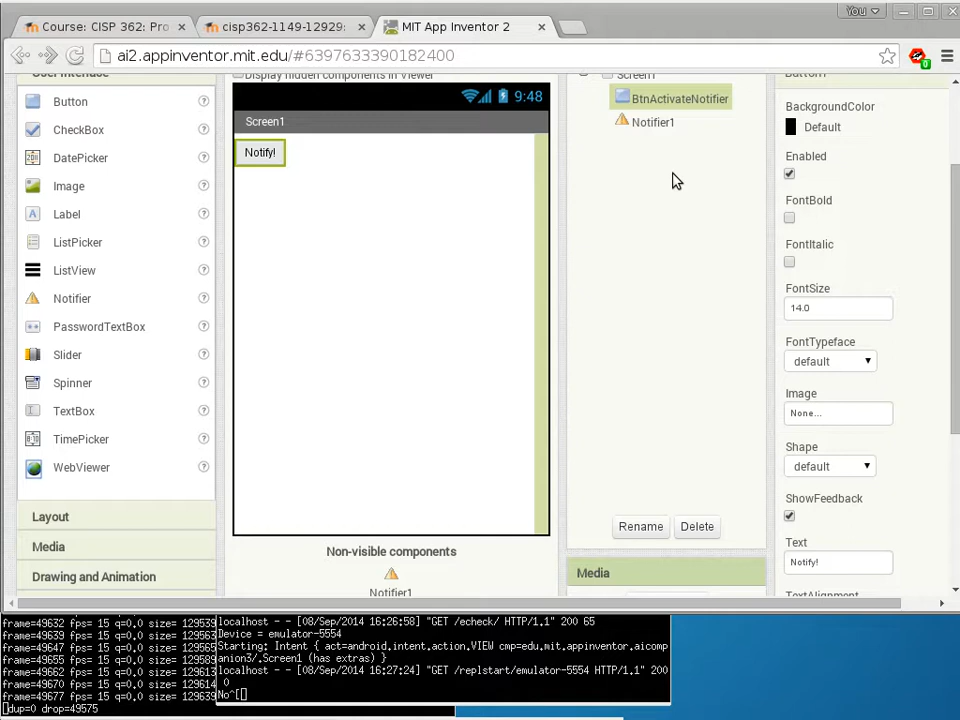 Course: CISP 362: Pro
cisp362-1149-12929:
MIT App Inventor 2
You
ai2.appinventor.mit.edu/#6397633390182400
0
User Interface
Display hidden components in Viewer
Screen1
Button1
Button ?
CheckBox ?
DatePicker ?
Image ?
Label ?
ListPicker ?
ListView ?
Notifier ?
PasswordTextBox ?
Slider ?
Spinner ?
TextBox ?
TimePicker ?
WebViewer ?
Layout
Media
Drawing and Animation
9:48
Screen1
Notify!
Non-visible components
Notifier1
BtnActivateNotifier
Notifier1
Rename Delete
Media
BackgroundColor
Default
Enabled
FontBold
FontItalic
FontSize
14.0
FontTypeface
default
Image
None...
Shape
default
ShowFeedback
Text
Notify!
TextAlignment
frame=49632 fps= 15 q=0.0 size= 129539
frame=49639 fps= 15 q=0.0 size= 129563
frame=49647 fps= 15 q=0.0 size= 129565
frame=49655 fps= 15 q=0.0 size= 129589
frame=49662 fps= 15 q=0.0 size= 129613
frame=49670 fps= 15 q=0.0 size= 129614
frame=49677 fps= 15 q=0.0 size= 129639
dup=0 drop=49575
localhost - - [08/Sep/2014 16:26:58] "GET /echeck/ HTTP/1.1" 200 65
Device = emulator-5554
Starting: Intent { act=android.intent.action.VIEW cmp=edu.mit.appinventor.aicomp
anion3/.Screen1 (has extras) }
localhost - - [08/Sep/2014 16:27:24] "GET /replstart/emulator-5554 HTTP/1.1" 200
0
No^[